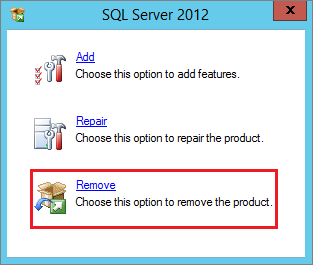 SQL Server 2012
x
Add
Choose this option to add features.
Repair
Choose this option to repair the product.
Remove
Choose this option to remove the product.